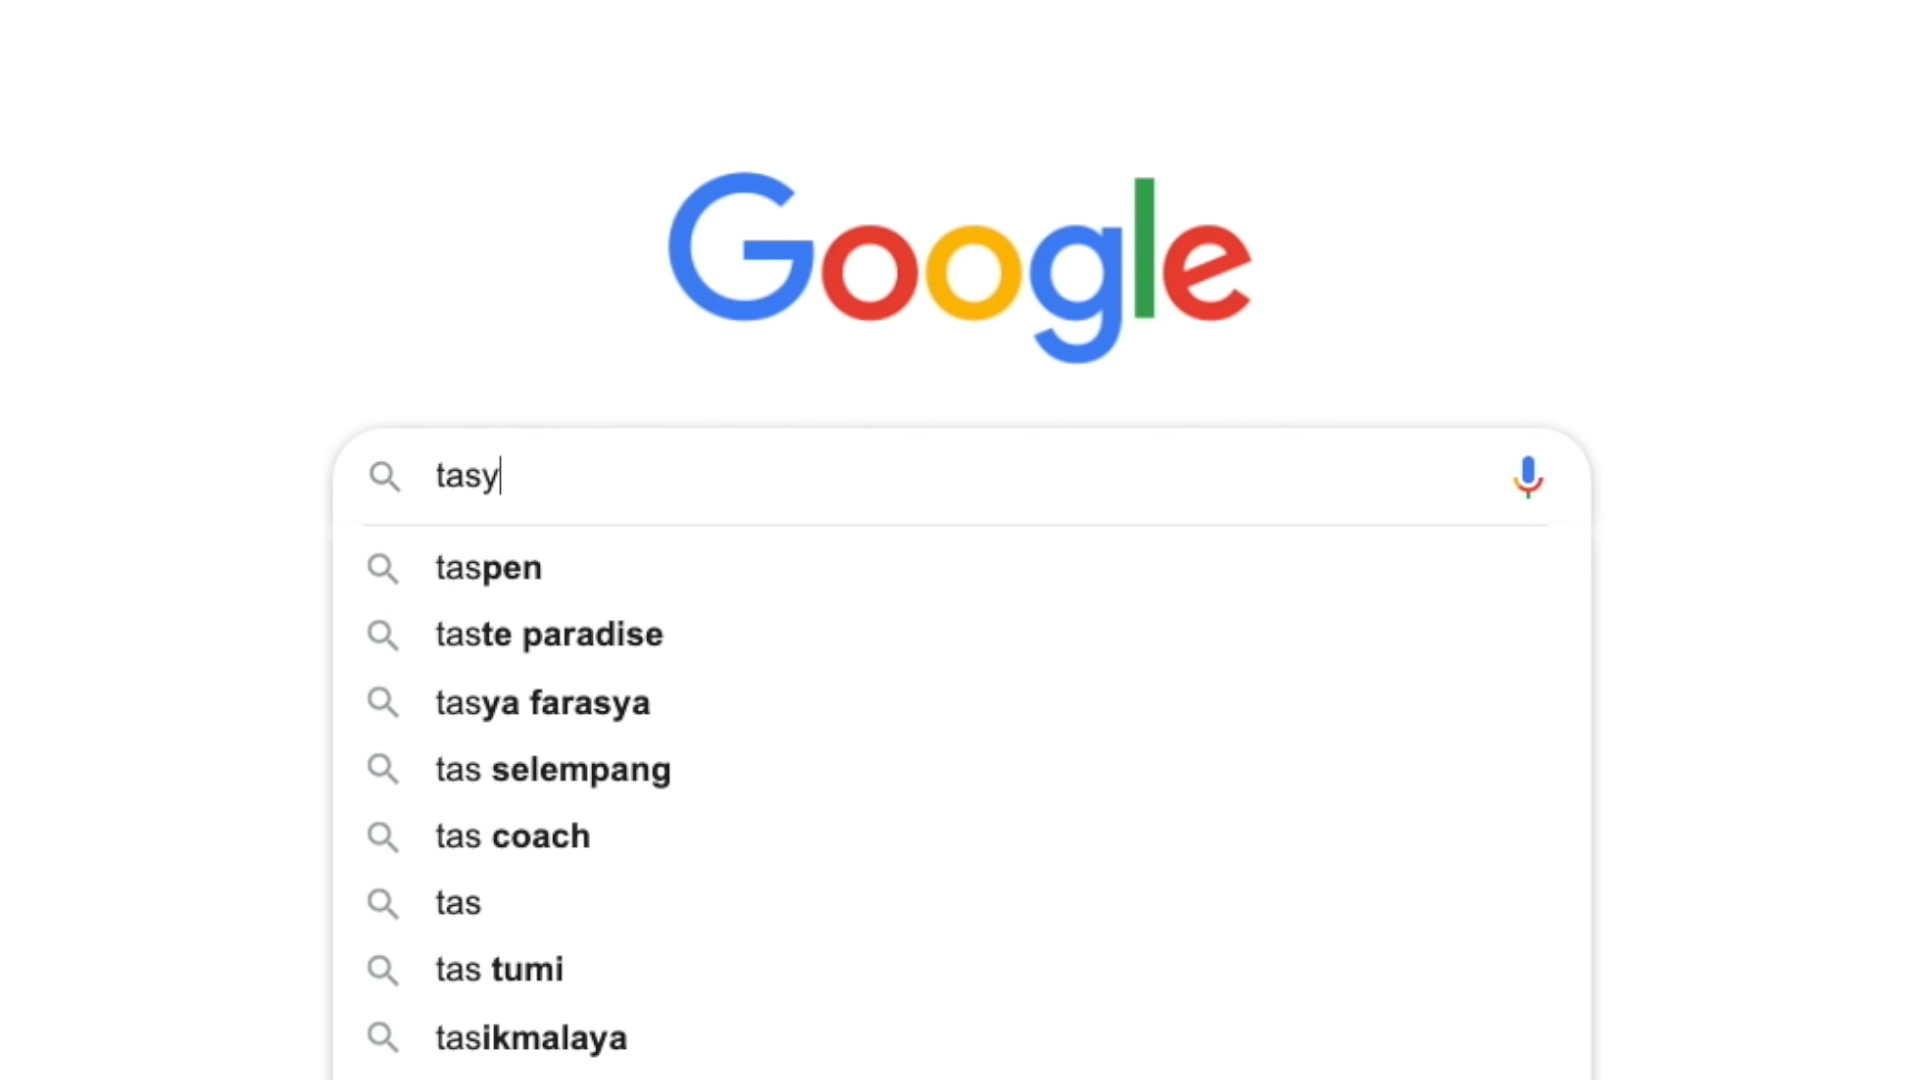 Google
tasy
taspen
taste paradise
tasya farasya
tas selempang
tas coach
tas
tas tumi
tasikmalaya